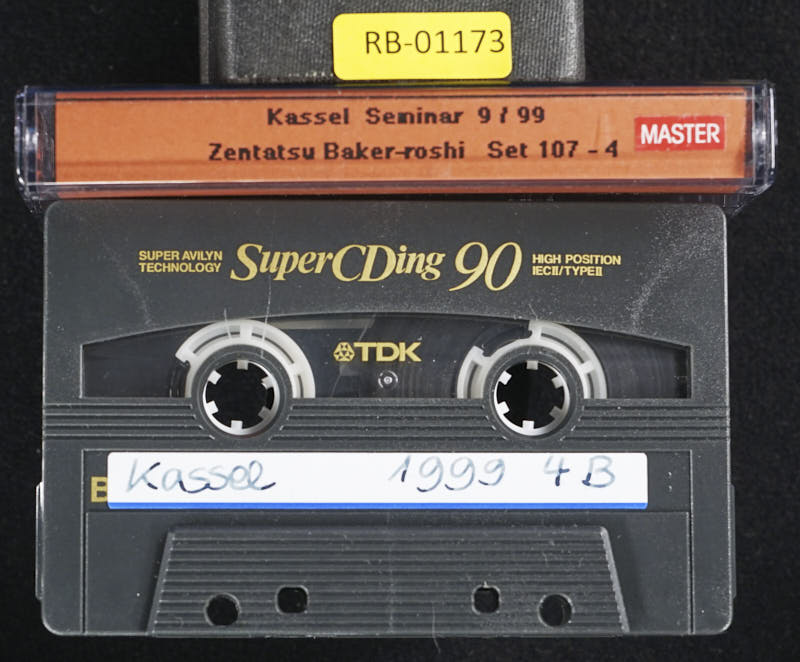 RB-01173
Kassel Seminar 9/99
MASTER
Zentatsu Baker-roshi Set 107 - 4
SUPER AVILYN
TECHNOLOGY
SuperCDing 90
HIGH POSITION
IECII/TYPEII
TDK
B
Kassel 1999 4B